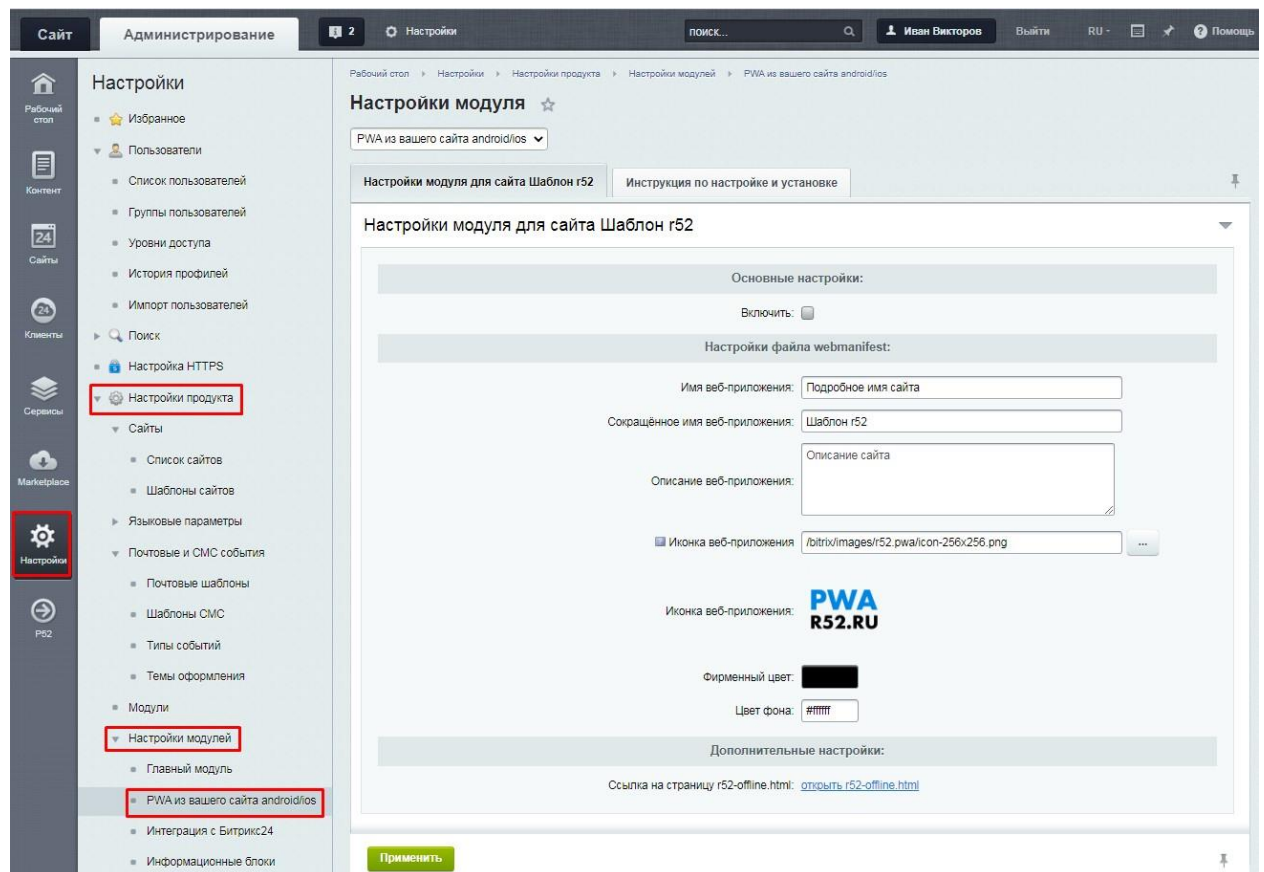 Сайт
Администрирование
2
Настройки
поиск...
Иван Викторов
Выйти
RU
Помощь
Рабочий стол
Контент
24
Сайты
24
Клиенты
Сервисы
Marketplace
Настройки
P52
Настройки
Избранное
Пользователи
Список пользователей
Группы пользователей
Уровни доступа
История профилей
Импорт пользователей
Поиск
Настройка HTTPS
Настройки продукта
Сайты
Список сайтов
Шаблоны сайтов
Языковые параметры
Почтовые и СМС события
Почтовые шаблоны
Шаблоны СМС
Типы событий
Темы оформления
Модули
Настройки модулей
Главный модуль
PWA из вашего сайта android/ios
Интеграция с Битрикс24
Информационные блоки
Рабочий стол Настройки Настройки продукта Настройки модулей PWA из вашего сайта android/ios
Настройки модуля
PWA из вашего сайта android/ios
Настройки модуля для сайта Шаблон r52
Инструкция по настройке и установке
Настройки модуля для сайта Шаблон r52
Основные настройки:
Включить:
Настройки файла webmanifest:
Имя веб-приложения: Подробное имя сайта
Сокращённое имя веб-приложения: Шаблон r52
Описание веб-приложения: Описание сайта
Иконка веб-приложения /bitrix/images/r52.pwa/icon-256x256.png ...
Иконка веб-приложения: PWA
R52.RU
Фирменный цвет:
Цвет фона: #ffffff
Дополнительные настройки:
Ссылка на страницу r52-offline.html: открыть r52-offline.html
Применить